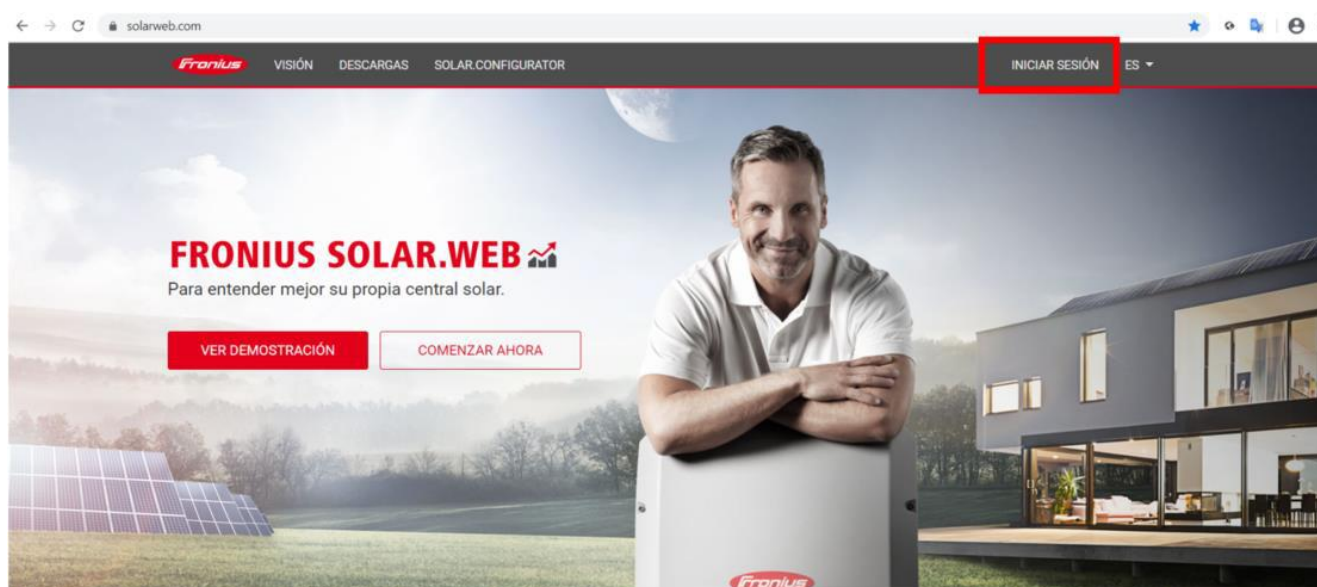 solarweb.com
Fronius VISIÓN DESCARGAS SOLAR.CONFIGURATOR INICIAR SESIÓN ES
FRONIUS SOLAR.WEB
Para entender mejor su propia central solar.
VER DEMOSTRACIÓN COMENZAR AHORA
Fronius